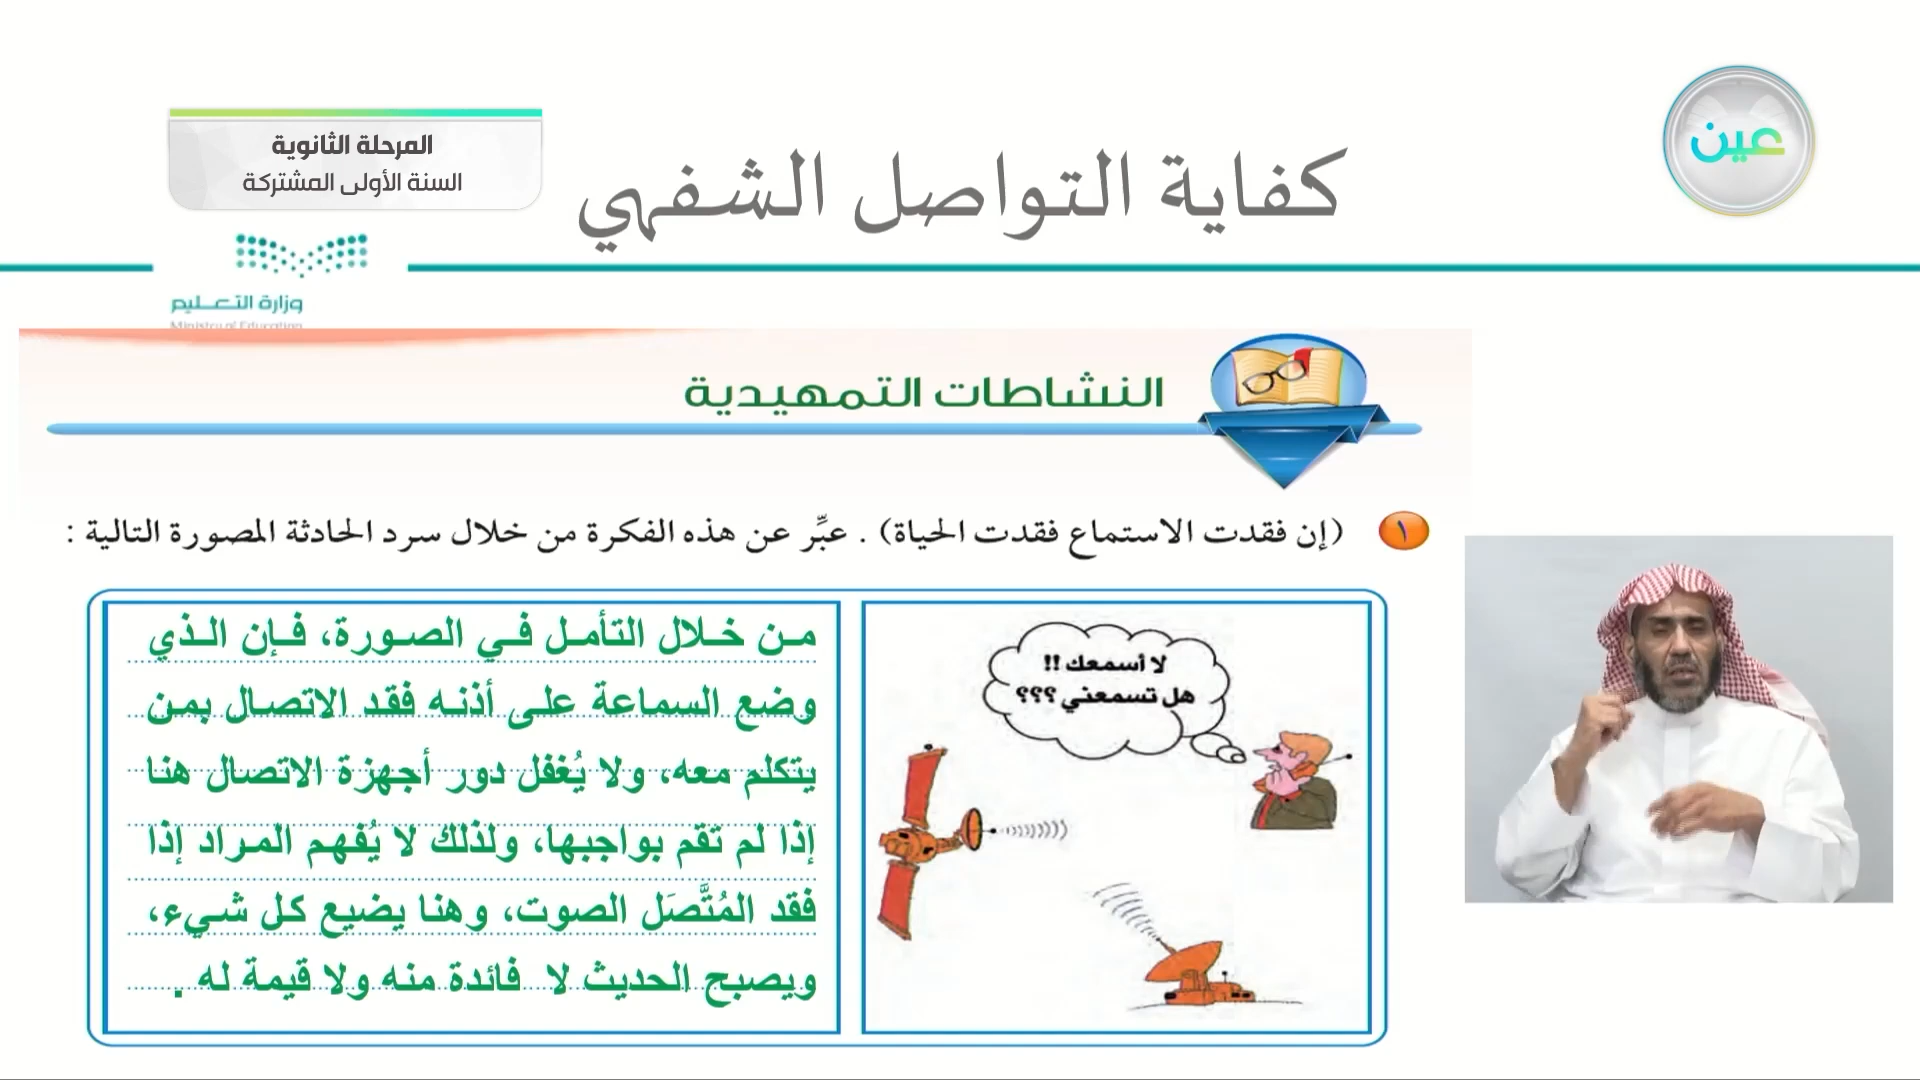 عين
المرحلة الثانوية
السنة الأولى المشتركة
كفاية التواصل الشفهي
وزارة التعليم
Ministry of Education
النشاطات التمهيدية
١ (إن فقدت الاستماع فقدت الحياة) . عبِّر عن هذه الفكرة من خلال سرد الحادثة المصورة التالية :
لا أسمعك !!
هل تسمعني ؟؟؟
من خلال التأمل في الصورة، فإن الذي
وضع السماعة على أذنه فقد الاتصال بمن
يتكلم معه، ولا يُغفل دور أجهزة الاتصال هنا
إذا لم تقم بواجبها، ولذلك لا يُفهم المراد إذا
فقد المُتَّصَل الصوت، وهنا يضيع كل شيء،
ويصبح الحديث لا فائدة منه ولا قيمة له .